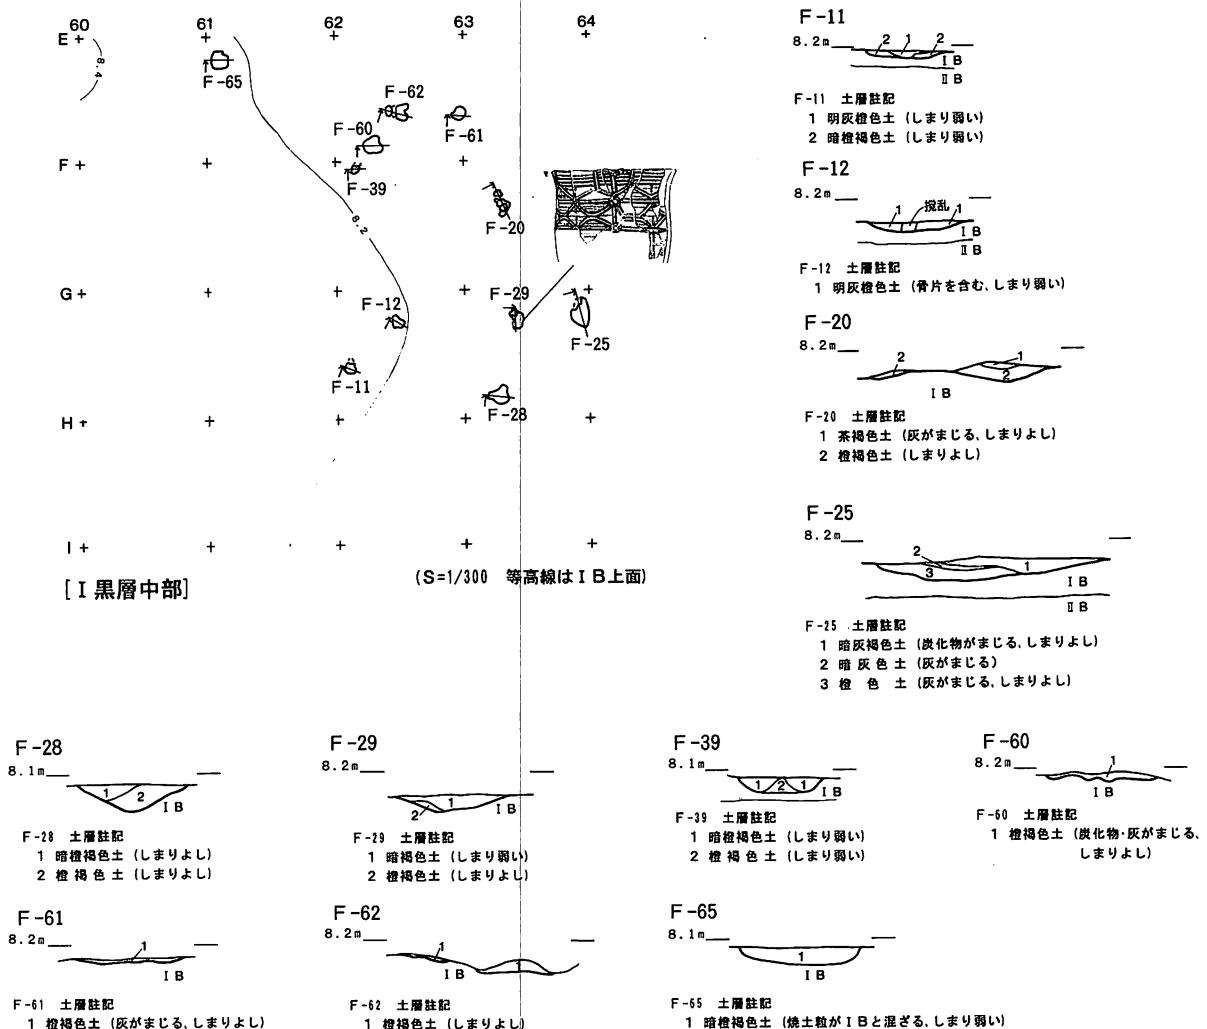 60 61 62 63 64
E
8.4
F-65
F-62
F-60
F-61
F
F-39
8.2
F-20
G
F-29
F-12
F-25
F-11
F-28
H
I
[Ⅰ黒層中部]
(S=1/300 等高線はⅠB上面)
F-11
8.2m
2 1 2
ⅠB
ⅡB
F-11 土層註記
1 明灰橙色土 (しまり弱い)
2 暗橙褐色土 (しまり弱い)
F-12
8.2m
1 撹乱 1
ⅠB
ⅡB
F-12 土層註記
1 明灰橙色土 (骨片を含む、しまり弱い)
F-20
8.2m
2 1
2
ⅠB
F-20 土層註記
1 茶褐色土 (灰がまじる、しまりよし)
2 橙褐色土 (しまりよし)
F-25
8.2m
2
3 1
ⅠB
ⅡB
F-25 土層註記
1 暗灰褐色土 (炭化物がまじる、しまりよし)
2 暗灰色土 (灰がまじる)
3 橙色土 (灰がまじる、しまりよし)
F-28
8.1m
1 2
ⅠB
F-28 土層註記
1 暗橙褐色土 (しまりよし)
2 橙褐色土 (しまりよし)
F-29
8.2m
1
2
ⅠB
F-29 土層註記
1 暗褐色土 (しまり弱い)
2 橙褐色土 (しまりよし)
F-39
8.1m
1 2 1
ⅠB
F-39 土層註記
1 暗橙褐色土 (しまり弱い)
2 橙褐色土 (しまり弱い)
F-60
8.2m
1
ⅠB
F-60 土層註記
1 橙褐色土 (炭化物・灰がまじる、
しまりよし)
F-61
8.2m
1
ⅠB
F-61 土層註記
1 橙褐色土 (灰がまじる、しまりよし)
F-62
8.2m
1
1
ⅠB
F-62 土層註記
1 橙褐色土 (しまりよし)
F-65
8.1m
1
ⅠB
F-65 土層註記
1 暗橙褐色土 (焼土粒がⅠBと混ざる、しまり弱い)